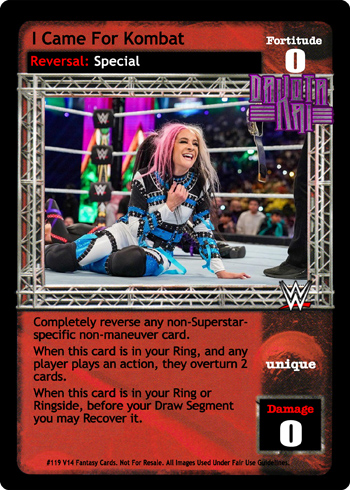 I Came For Kombat
Fortitude
0
Reversal: Special
DAKOTA
KAI
Completely reverse any non-Superstar-
specific non-maneuver card.
When this card is in your Ring, and any
player plays an action, they overturn 2
cards.
When this card is in your Ring or
Ringside, before your Draw Segment
you may Recover it.
unique
Damage
0
#119 V14 Fantasy Cards. Not For Resale. All Images Used Under Fair Use Guidelines.